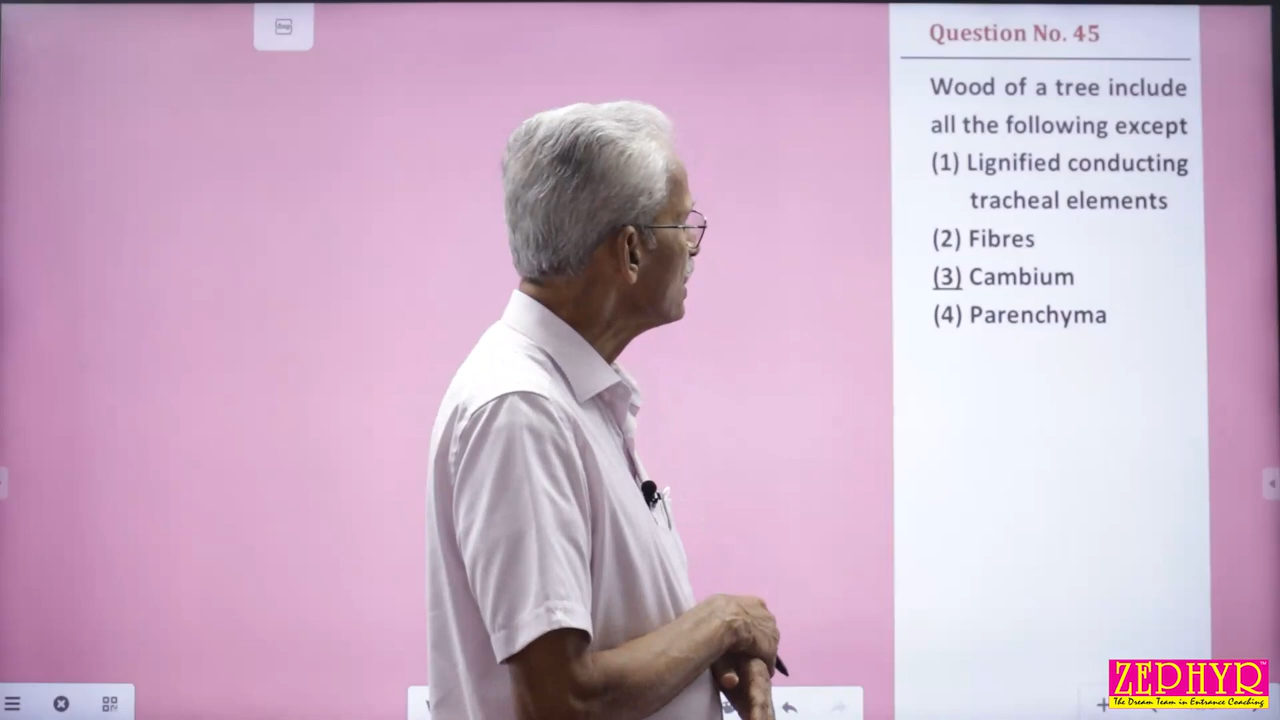 Question No. 45
Wood of a tree include
all the following except
(1) Lignified conducting
tracheal elements
(2) Fibres
(3) Cambium
(4) Parenchyma
ZEPHYR™
The Dream Team in Entrance Coaching